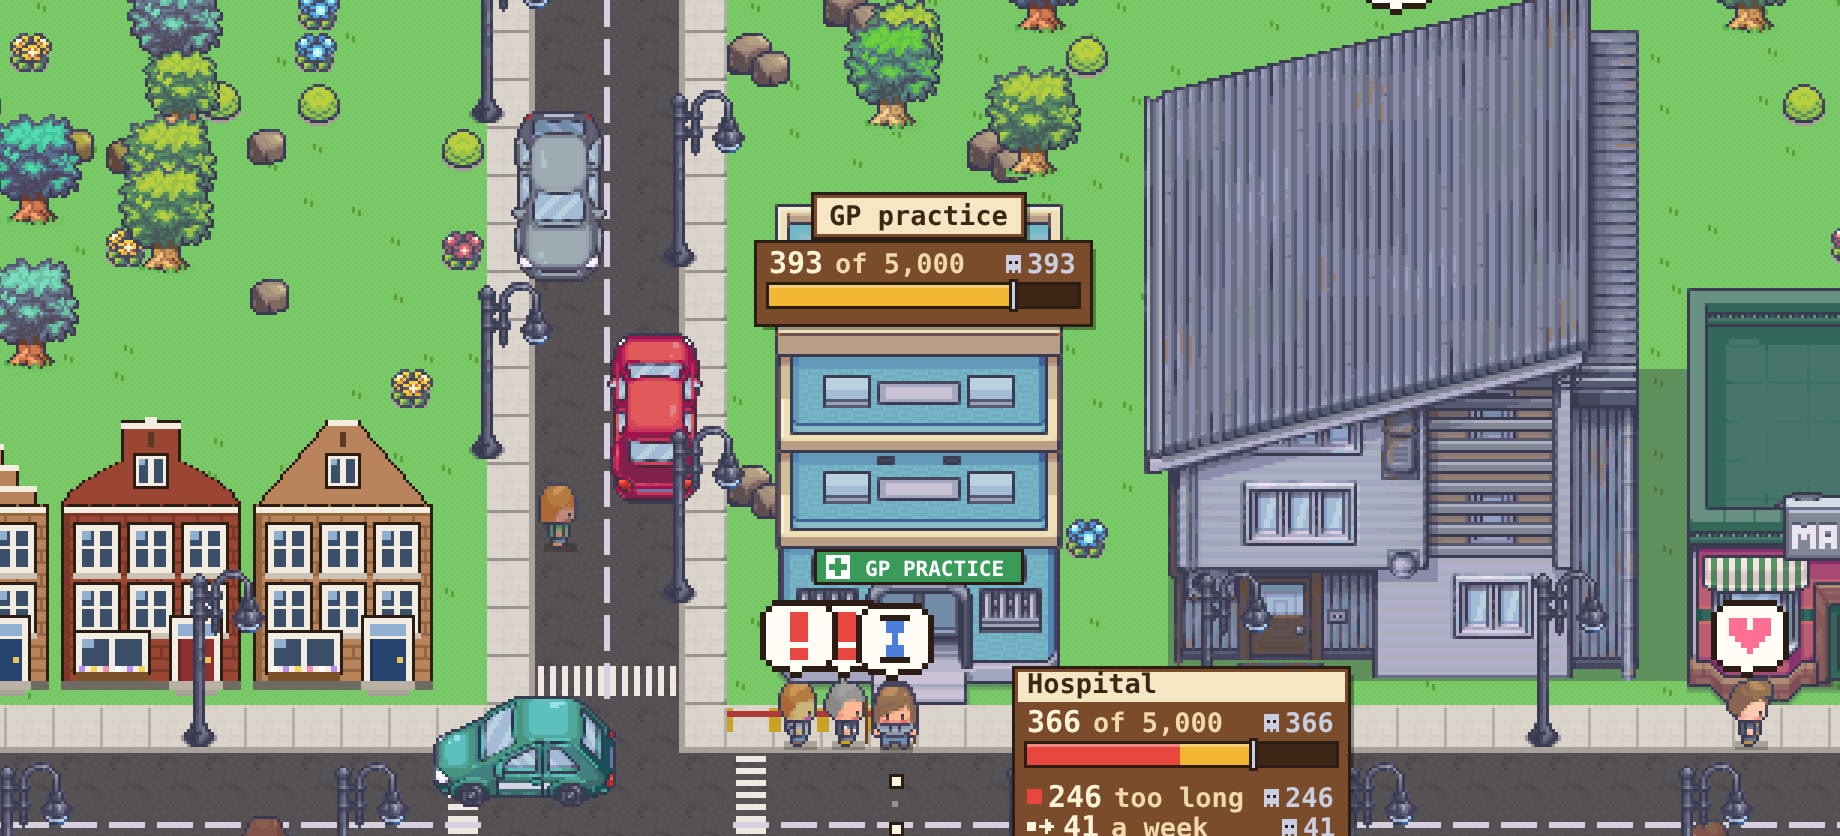 GP practice
393 of 5,000 393
GP PRACTICE
MA
Hospital
366 of 5,000 366
246 too long 246
41 a week 41